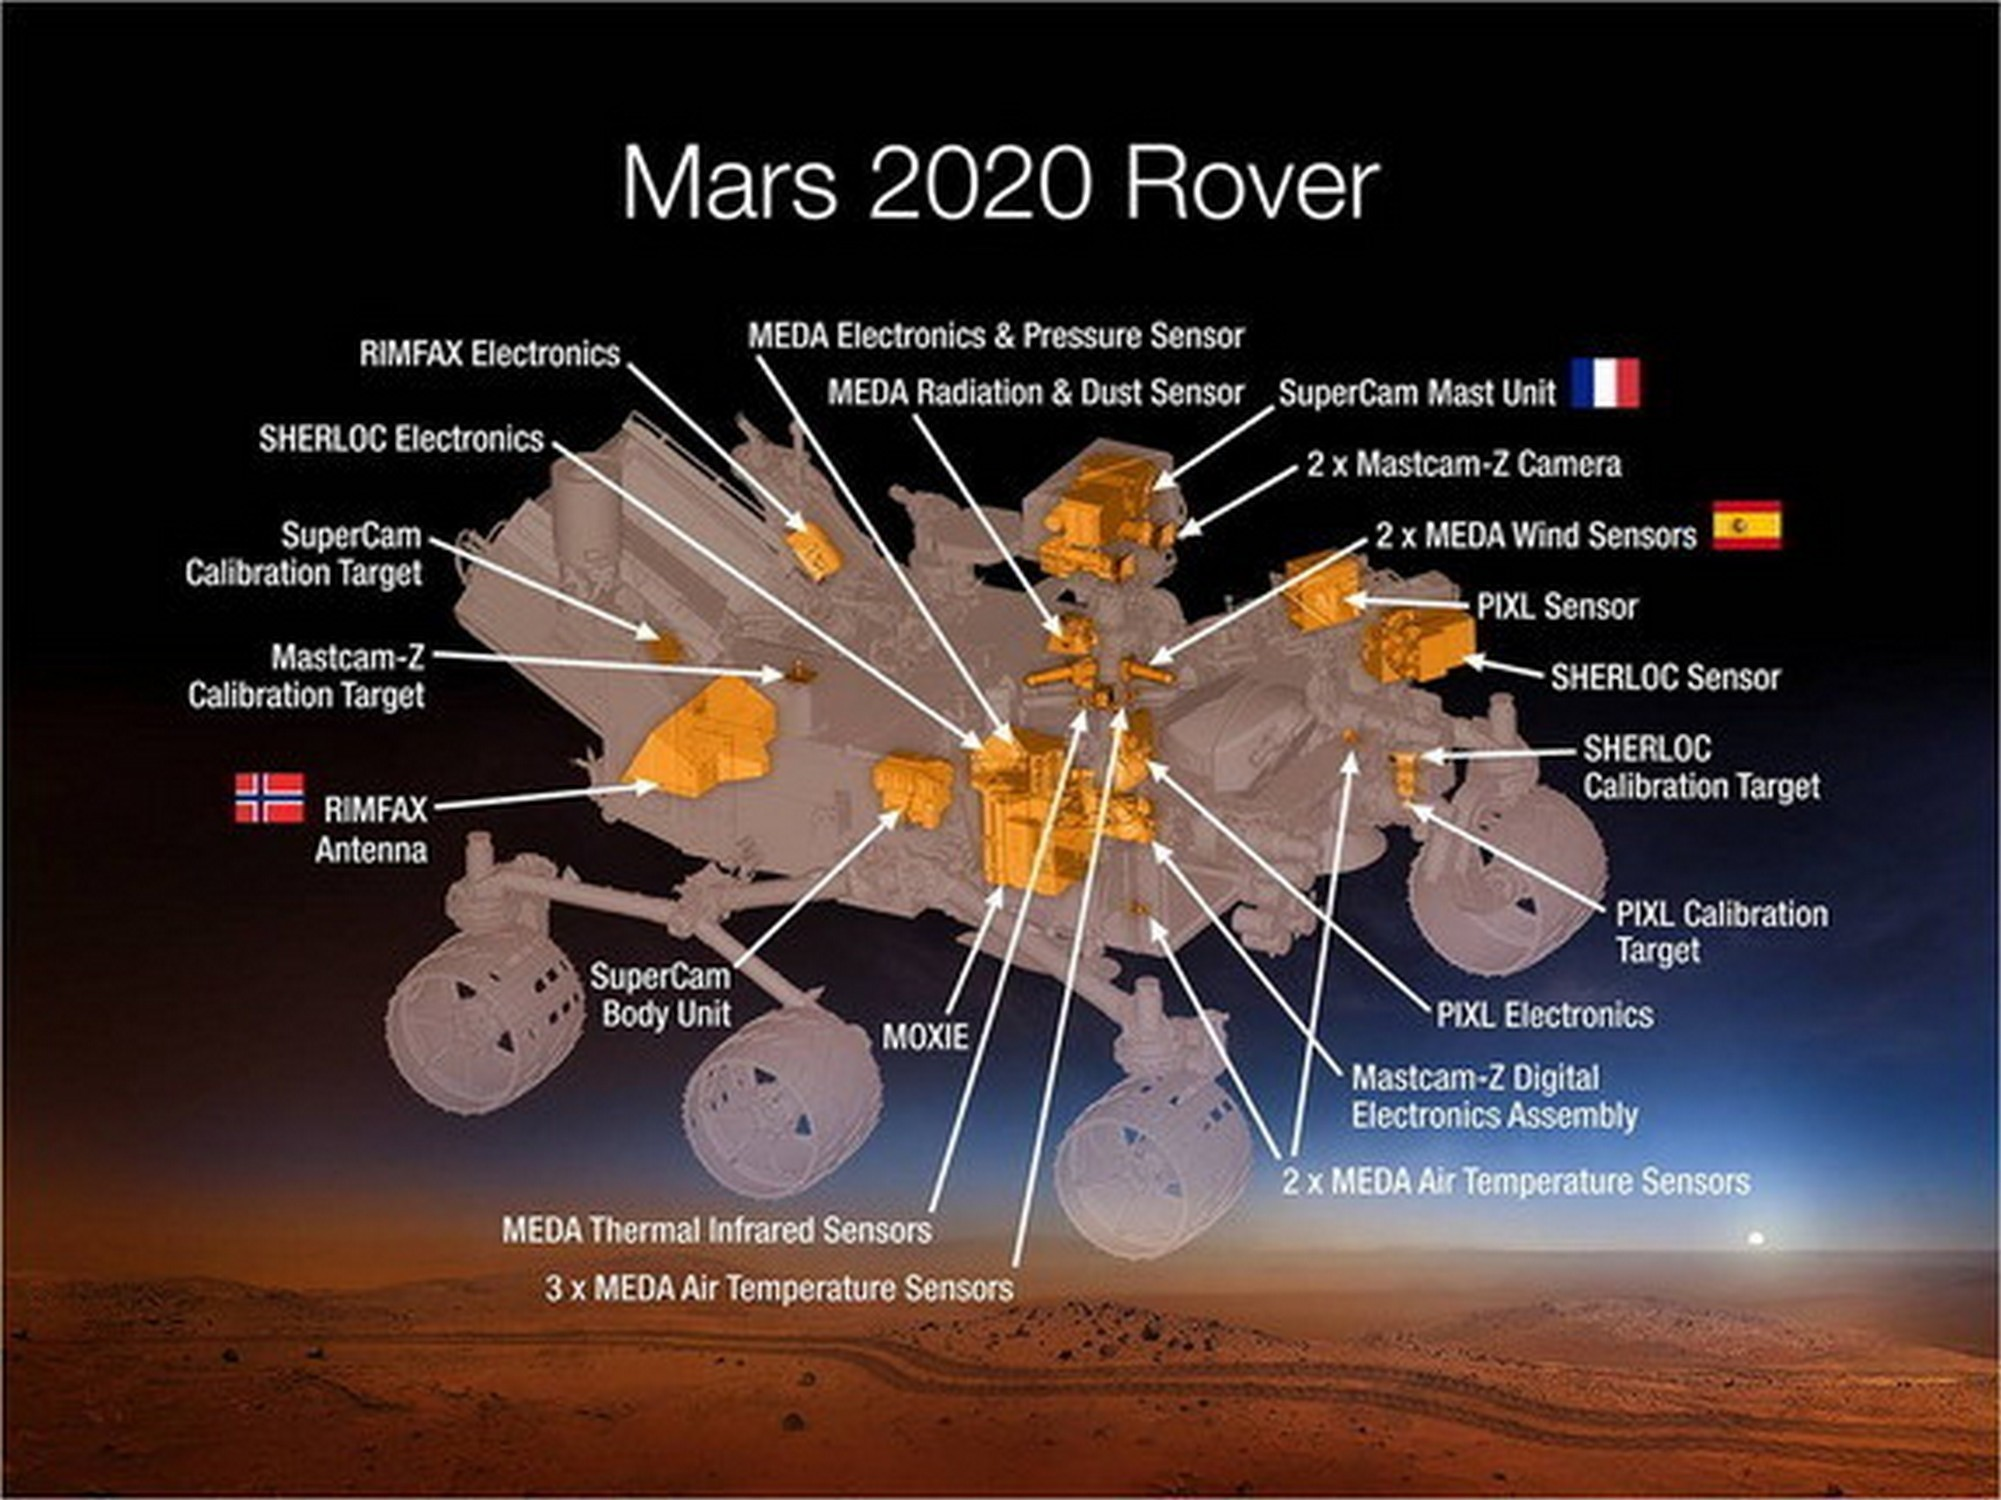 Mars 2020 Rover
MEDA Electronics & Pressure Sensor
RIMFAX Electronics
MEDA Radiation & Dust Sensor
SuperCam Mast Unit
SHERLOC Electronics
2 x Mastcam-Z Camera
SuperCam
Calibration Target
2 x MEDA Wind Sensors
PIXL Sensor
Mastcam-Z
Calibration Target
SHERLOC Sensor
SHERLOC
Calibration Target
RIMFAX
Antenna
PIXL Calibration
Target
SuperCam
Body Unit
MOXIE
PIXL Electronics
Mastcam-Z Digital
Electronics Assembly
2 x MEDA Air Temperature Sensors
MEDA Thermal Infrared Sensors
3 x MEDA Air Temperature Sensors